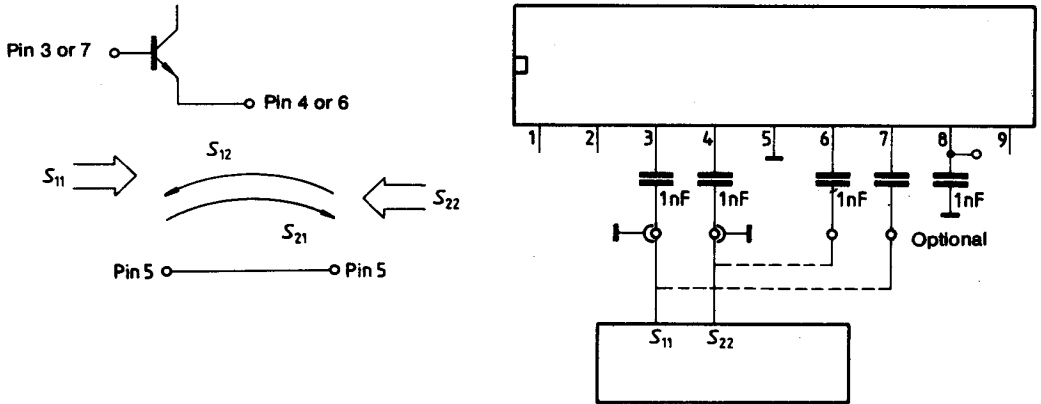 Pin 3 or 7
Pin 4 or 6
S12
S11
S22
S21
Pin 5
Pin 5
1 2 3 4 5 6 7 8 9
1nF 1nF 1nF 1nF
Optional
S11 S22